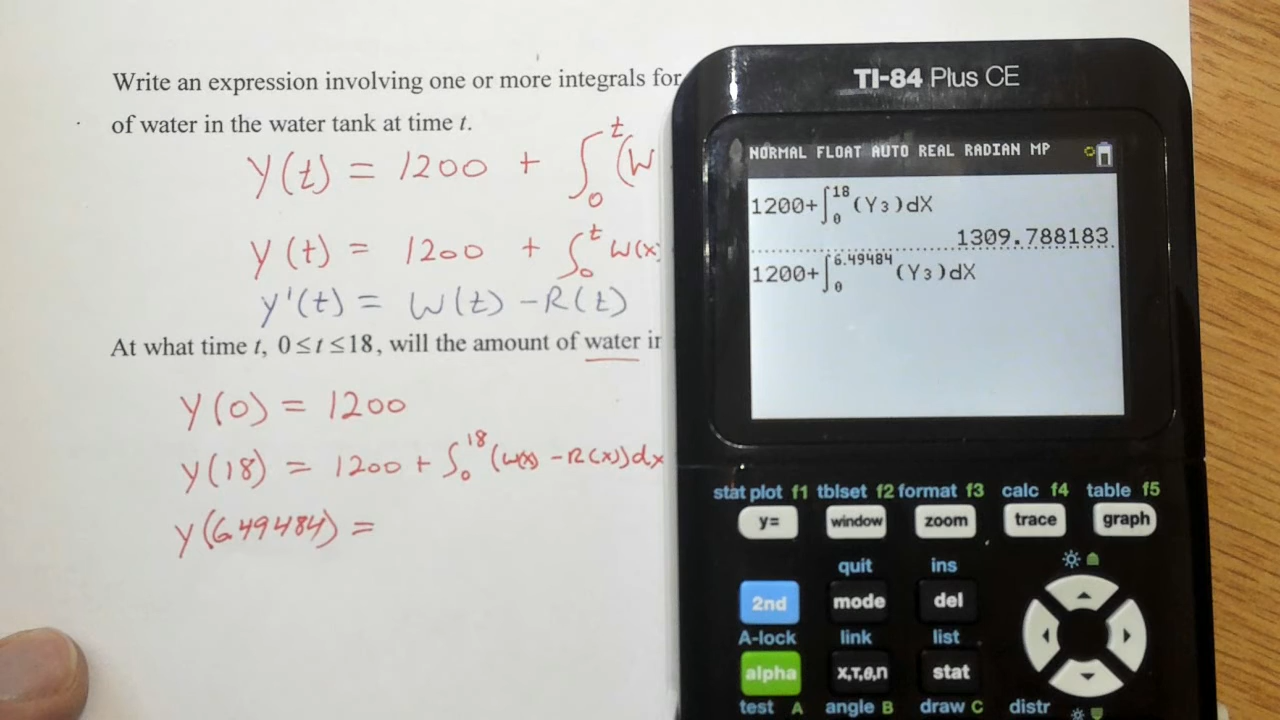 Write an expression involving one or more integrals for
of water in the water tank at time t.
Y(t) = 1200 + ∫₀ᵗ (W
Y(t) = 1200 + ∫₀ᵗ W(x)
Y'(t) = W(t) - R(t)
At what time t, 0 ≤ t ≤ 18, will the amount of water in
Y(0) = 1200
Y(18) = 1200 + ∫₀¹⁸ (W(x) - R(x))dx
Y(6.49484) =
TI-84 Plus CE
NORMAL FLOAT AUTO REAL RADIAN MP
1200+∫₀¹⁸(Y₃)dX
1309.788183
1200+∫₀^6.49484(Y₃)dX
stat plot f1 tblset f2 format f3 calc f4 table f5
y= window zoom trace graph
quit ins
2nd mode del
A-lock link list
alpha X,T,θ,n stat
test A angle B draw C distr